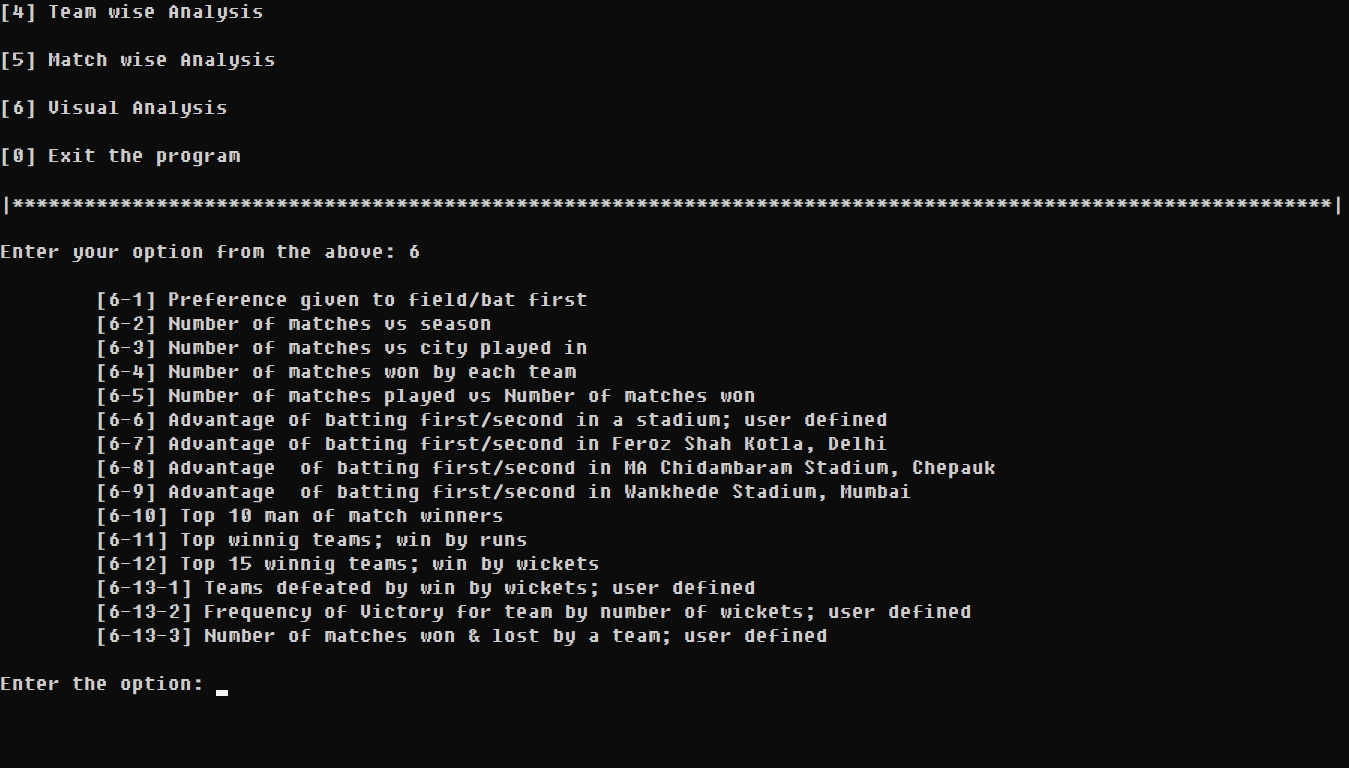 [4] Team wise Analysis
[5] Match wise Analysis
[6] Visual Analysis
[0] Exit the program
|**************************************************************************************************************|
Enter your option from the above: 6
[6-1] Preference given to field/bat first
[6-2] Number of matches vs season
[6-3] Number of matches vs city played in
[6-4] Number of matches won by each team
[6-5] Number of matches played vs Number of matches won
[6-6] Advantage of batting first/second in a stadium; user defined
[6-7] Advantage of batting first/second in Feroz Shah Kotla, Delhi
[6-8] Advantage  of batting first/second in MA Chidambaram Stadium, Chepauk
[6-9] Advantage  of batting first/second in Wankhede Stadium, Mumbai
[6-10] Top 10 man of match winners
[6-11] Top winnig teams; win by runs
[6-12] Top 15 winnig teams; win by wickets
[6-13-1] Teams defeated by win by wickets; user defined
[6-13-2] Frequency of Victory for team by number of wickets; user defined
[6-13-3] Number of matches won & lost by a team; user defined
Enter the option: _